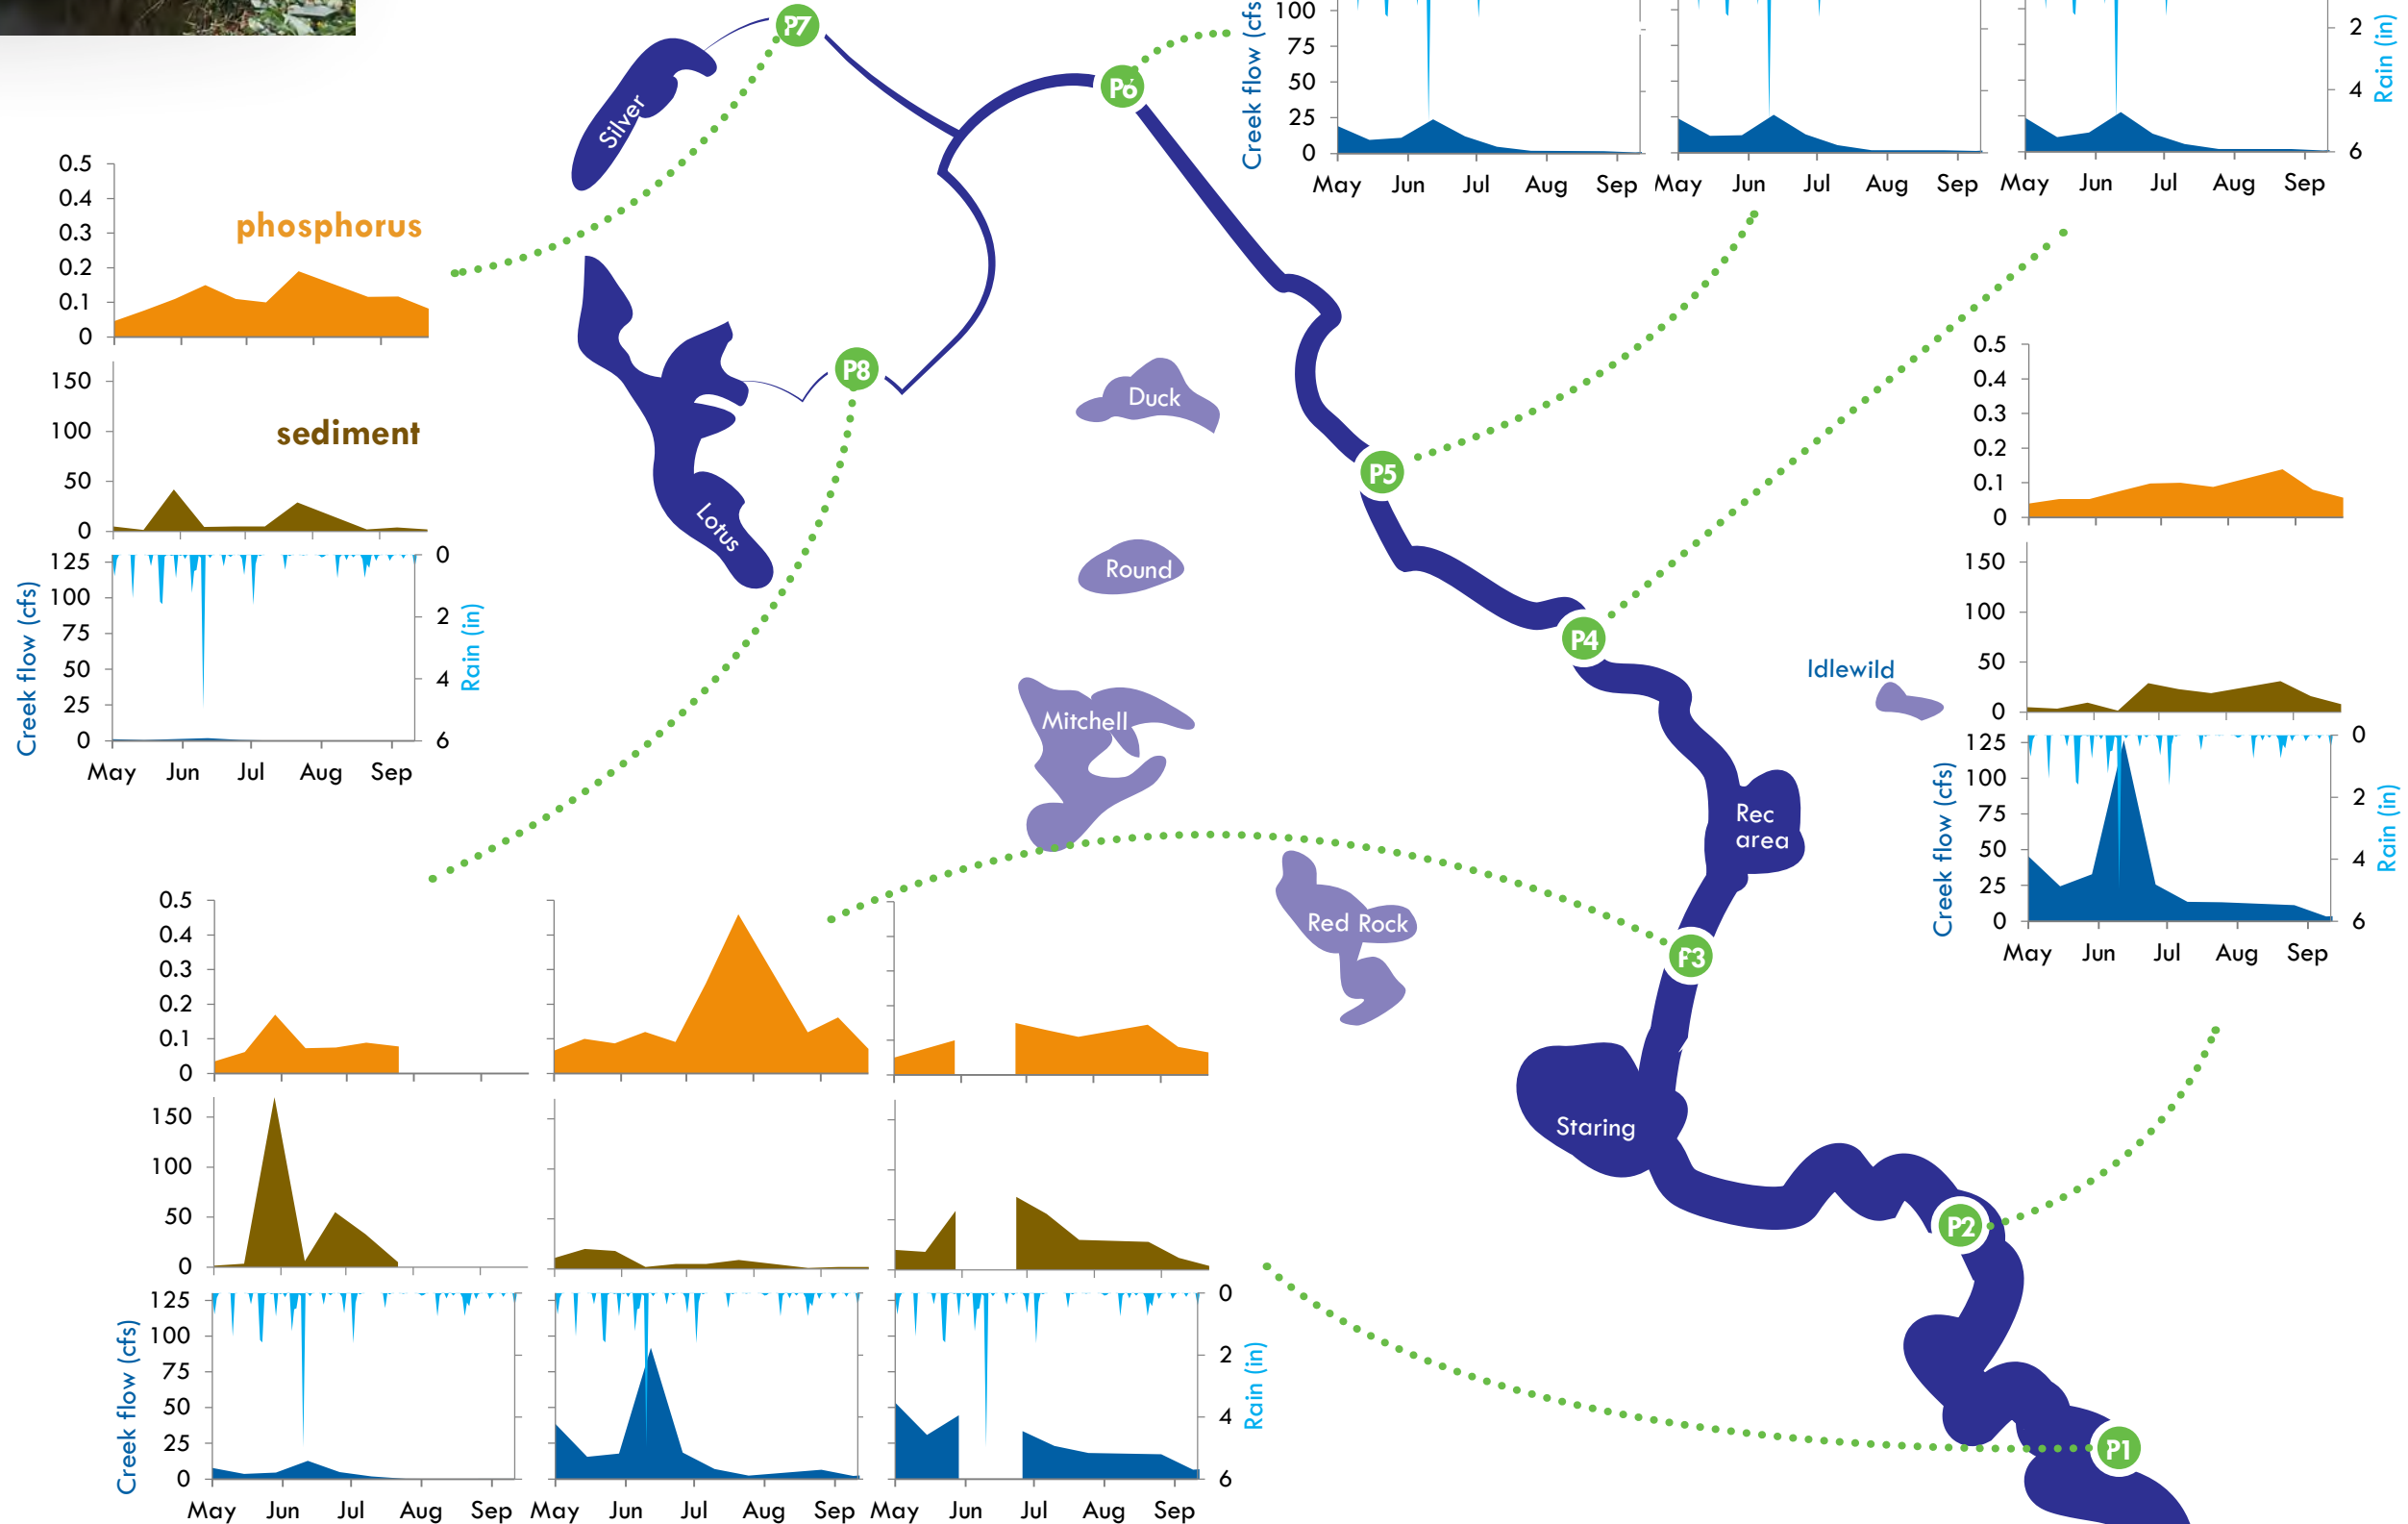 P7
P6
Silver
100
75
50
25
0
Creek flow (cfs
May Jun Jul Aug Sep
May Jun Jul Aug Sep
May Jun Jul Aug Sep
2
4
6
Rain (in)
0.5
0.4
0.3
0.2
0.1
0
phosphorus
150
100
50
0
sediment
125
100
75
50
25
0
Creek flow (cfs)
0
2
4
6
Rain (in)
May Jun Jul Aug Sep
P8
Lotus
Duck
Round
Mitchell
Red Rock
P5
P4
Idlewild
Rec
area
P3
Staring
P2
P1
0.5
0.4
0.3
0.2
0.1
0
150
100
50
0
125
100
75
50
25
0
Creek flow (cfs)
0
2
4
6
Rain (in)
May Jun Jul Aug Sep
0.5
0.4
0.3
0.2
0.1
0
150
100
50
0
125
100
75
50
25
0
Creek flow (cfs)
0
2
4
6
Rain (in)
May Jun Jul Aug Sep
May Jun Jul Aug Sep
May Jun Jul Aug Sep